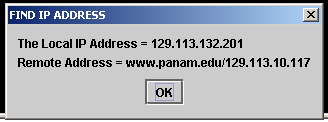 FIND IP ADDRESS
The Local IP Address = 129.113.132.201
Remote Address = www.panam.edu/129.113.10.117
OK